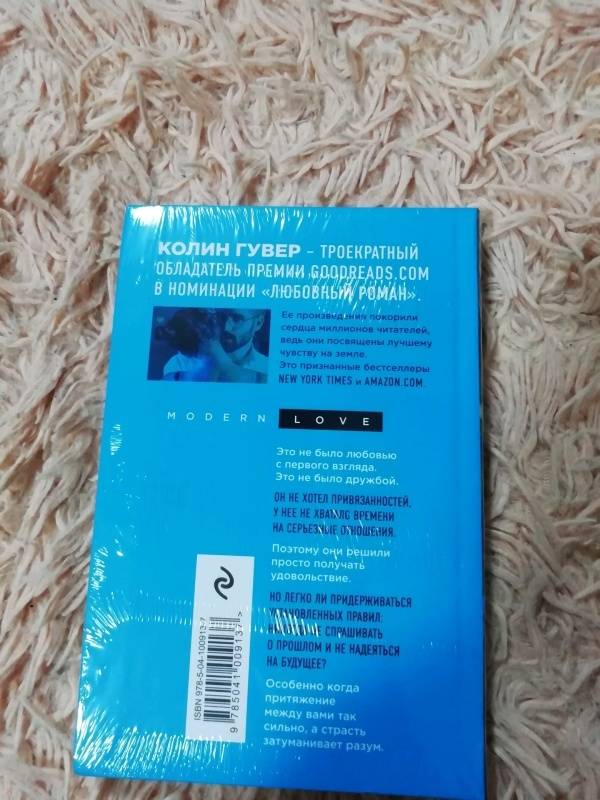 КОЛИН ГУВЕР – ТРОЕКРАТНЫЙ
ОБЛАДАТЕЛЬ ПРЕМИИ GOODREADS.COM
В НОМИНАЦИИ «ЛЮБОВНЫЙ РОМАН».
Ее произведения покорили
сердца миллионов читателей,
ведь они посвящены лучшему
чувству на земле.
Это признанные бестселлеры
NEW YORK TIMES и AMAZON.COM.
MODERN LOVE
Это не было любовью
с первого взгляда.
Это не было дружбой.
ОН НЕ ХОТЕЛ ПРИВЯЗАННОСТЕЙ,
У НЕЕ НЕ ХВАТАЛО ВРЕМЕНИ
НА СЕРЬЕЗНЫЕ ОТНОШЕНИЯ.
Поэтому они решили
просто получать
удовольствие.
НО ЛЕГКО ЛИ ПРИДЕРЖИВАТЬСЯ
УСТАНОВЛЕННЫХ ПРАВИЛ:
НЕ СПРАШИВАТЬ
О ПРОШЛОМ И НЕ НАДЕЯТЬСЯ
НА БУДУЩЕЕ?
Особенно когда
притяжение
между вами так
сильно, а страсть
затуманивает разум.
ISBN 978-5-04-100913-7
9 785041 009137 >